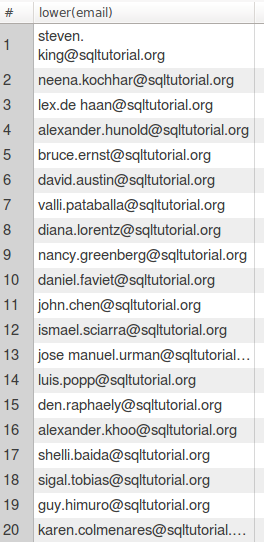 # lower(email)
1 steven.
king@sqltutorial.org
2 neena.kochhar@sqltutorial.org
3 lex.de haan@sqltutorial.org
4 alexander.hunold@sqltutorial.org
5 bruce.ernst@sqltutorial.org
6 david.austin@sqltutorial.org
7 valli.pataballa@sqltutorial.org
8 diana.lorentz@sqltutorial.org
9 nancy.greenberg@sqltutorial.org
10 daniel.faviet@sqltutorial.org
11 john.chen@sqltutorial.org
12 ismael.sciarra@sqltutorial.org
13 jose manuel.urman@sqltutorial...
14 luis.popp@sqltutorial.org
15 den.raphaely@sqltutorial.org
16 alexander.khoo@sqltutorial.org
17 shelli.baida@sqltutorial.org
18 sigal.tobias@sqltutorial.org
19 guy.himuro@sqltutorial.org
20 karen.colmenares@sqltutorial....